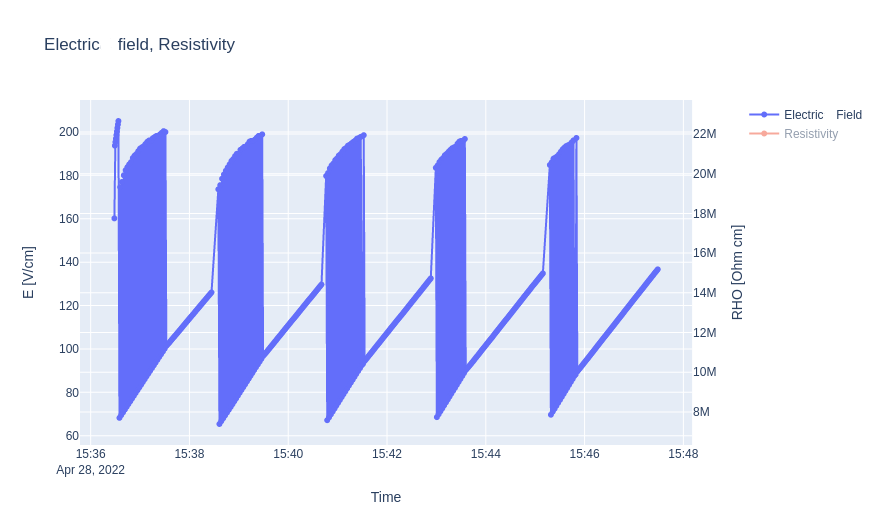 Electric    field, Resistivity
Electric    field
Resistivity
E [V/cm]
200
180
160
140
120
100
80
60
22M
20M
18M
16M
14M
12M
10M
8M
RHO [Ohm cm]
15:36 15:38 15:40 15:42 15:44 15:46 15:48
Apr 28, 2022
Time